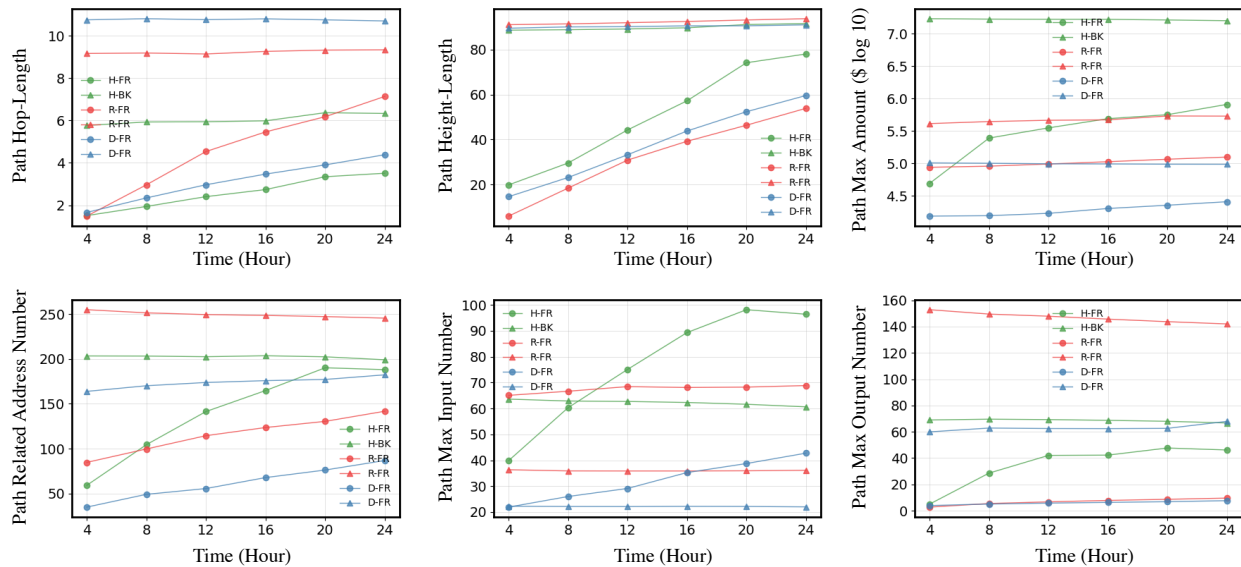 Path Hop-Length
10
8
6
4
2
H-FR
H-BK
R-FR
R-FR
D-FR
D-FR
4 8 12 16 20 24
Time (Hour)
Path Height-Length
80
60
40
20
H-FR
H-BK
R-FR
R-FR
D-FR
D-FR
4 8 12 16 20 24
Time (Hour)
Path Max Amount ($ log 10)
7.0
6.5
6.0
5.5
5.0
4.5
H-FR
H-BK
R-FR
R-FR
D-FR
D-FR
4 8 12 16 20 24
Time (Hour)
Path Related Address Number
250
200
150
100
50
H-FR
H-BK
R-FR
R-FR
D-FR
D-FR
4 8 12 16 20 24
Time (Hour)
Path Max Input Number
100
90
80
70
60
50
40
30
20
H-FR
H-BK
R-FR
R-FR
D-FR
D-FR
4 8 12 16 20 24
Time (Hour)
Path Max Output Number
160
140
120
100
80
60
40
20
0
H-FR
H-BK
R-FR
R-FR
D-FR
D-FR
4 8 12 16 20 24
Time (Hour)